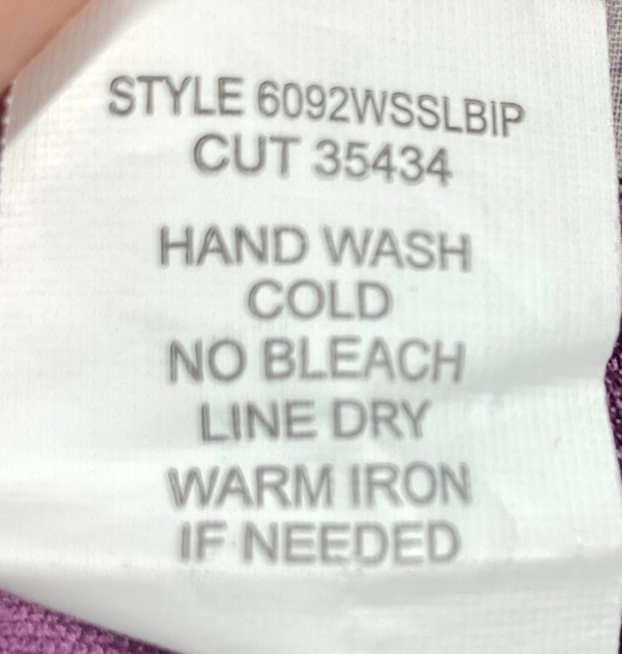 STYLE 6092WSSLBIP
CUT 35434
HAND WASH
COLD
NO BLEACH
LINE DRY
WARM IRON
IF NEEDED